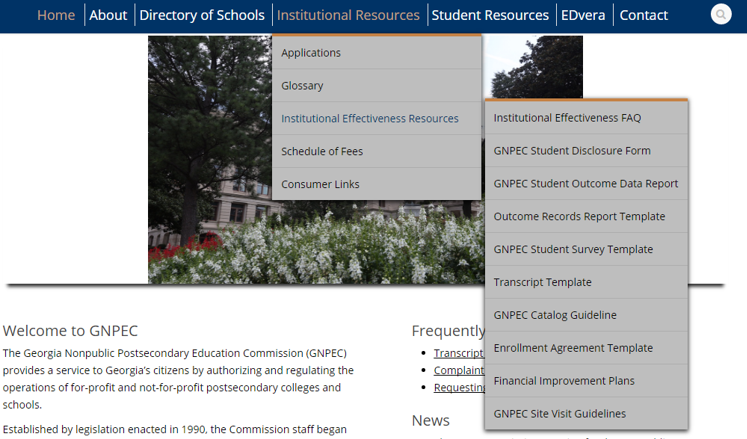 Home
About
Directory of Schools
Institutional Resources
Student Resources
EDvera
Contact
Applications
Glossary
Institutional Effectiveness Resources
Schedule of Fees
Consumer Links
Institutional Effectiveness FAQ
GNPEC Student Disclosure Form
GNPEC Student Outcome Data Report
Outcome Records Report Template
GNPEC Student Survey Template
Transcript Template
GNPEC Catalog Guideline
Enrollment Agreement Template
Financial Improvement Plans
GNPEC Site Visit Guidelines
Welcome to GNPEC
The Georgia Nonpublic Postsecondary Education Commission (GNPEC)
provides a service to Georgia's citizens by authorizing and regulating the
operations of for-profit and not-for-profit postsecondary colleges and
schools.
Established by legislation enacted in 1990, the Commission staff began
Frequently
Transcript
Complaint
Requesting
News